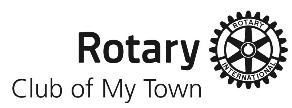 Rotary
Club of My Town
ROTARY
INTERNATIONAL